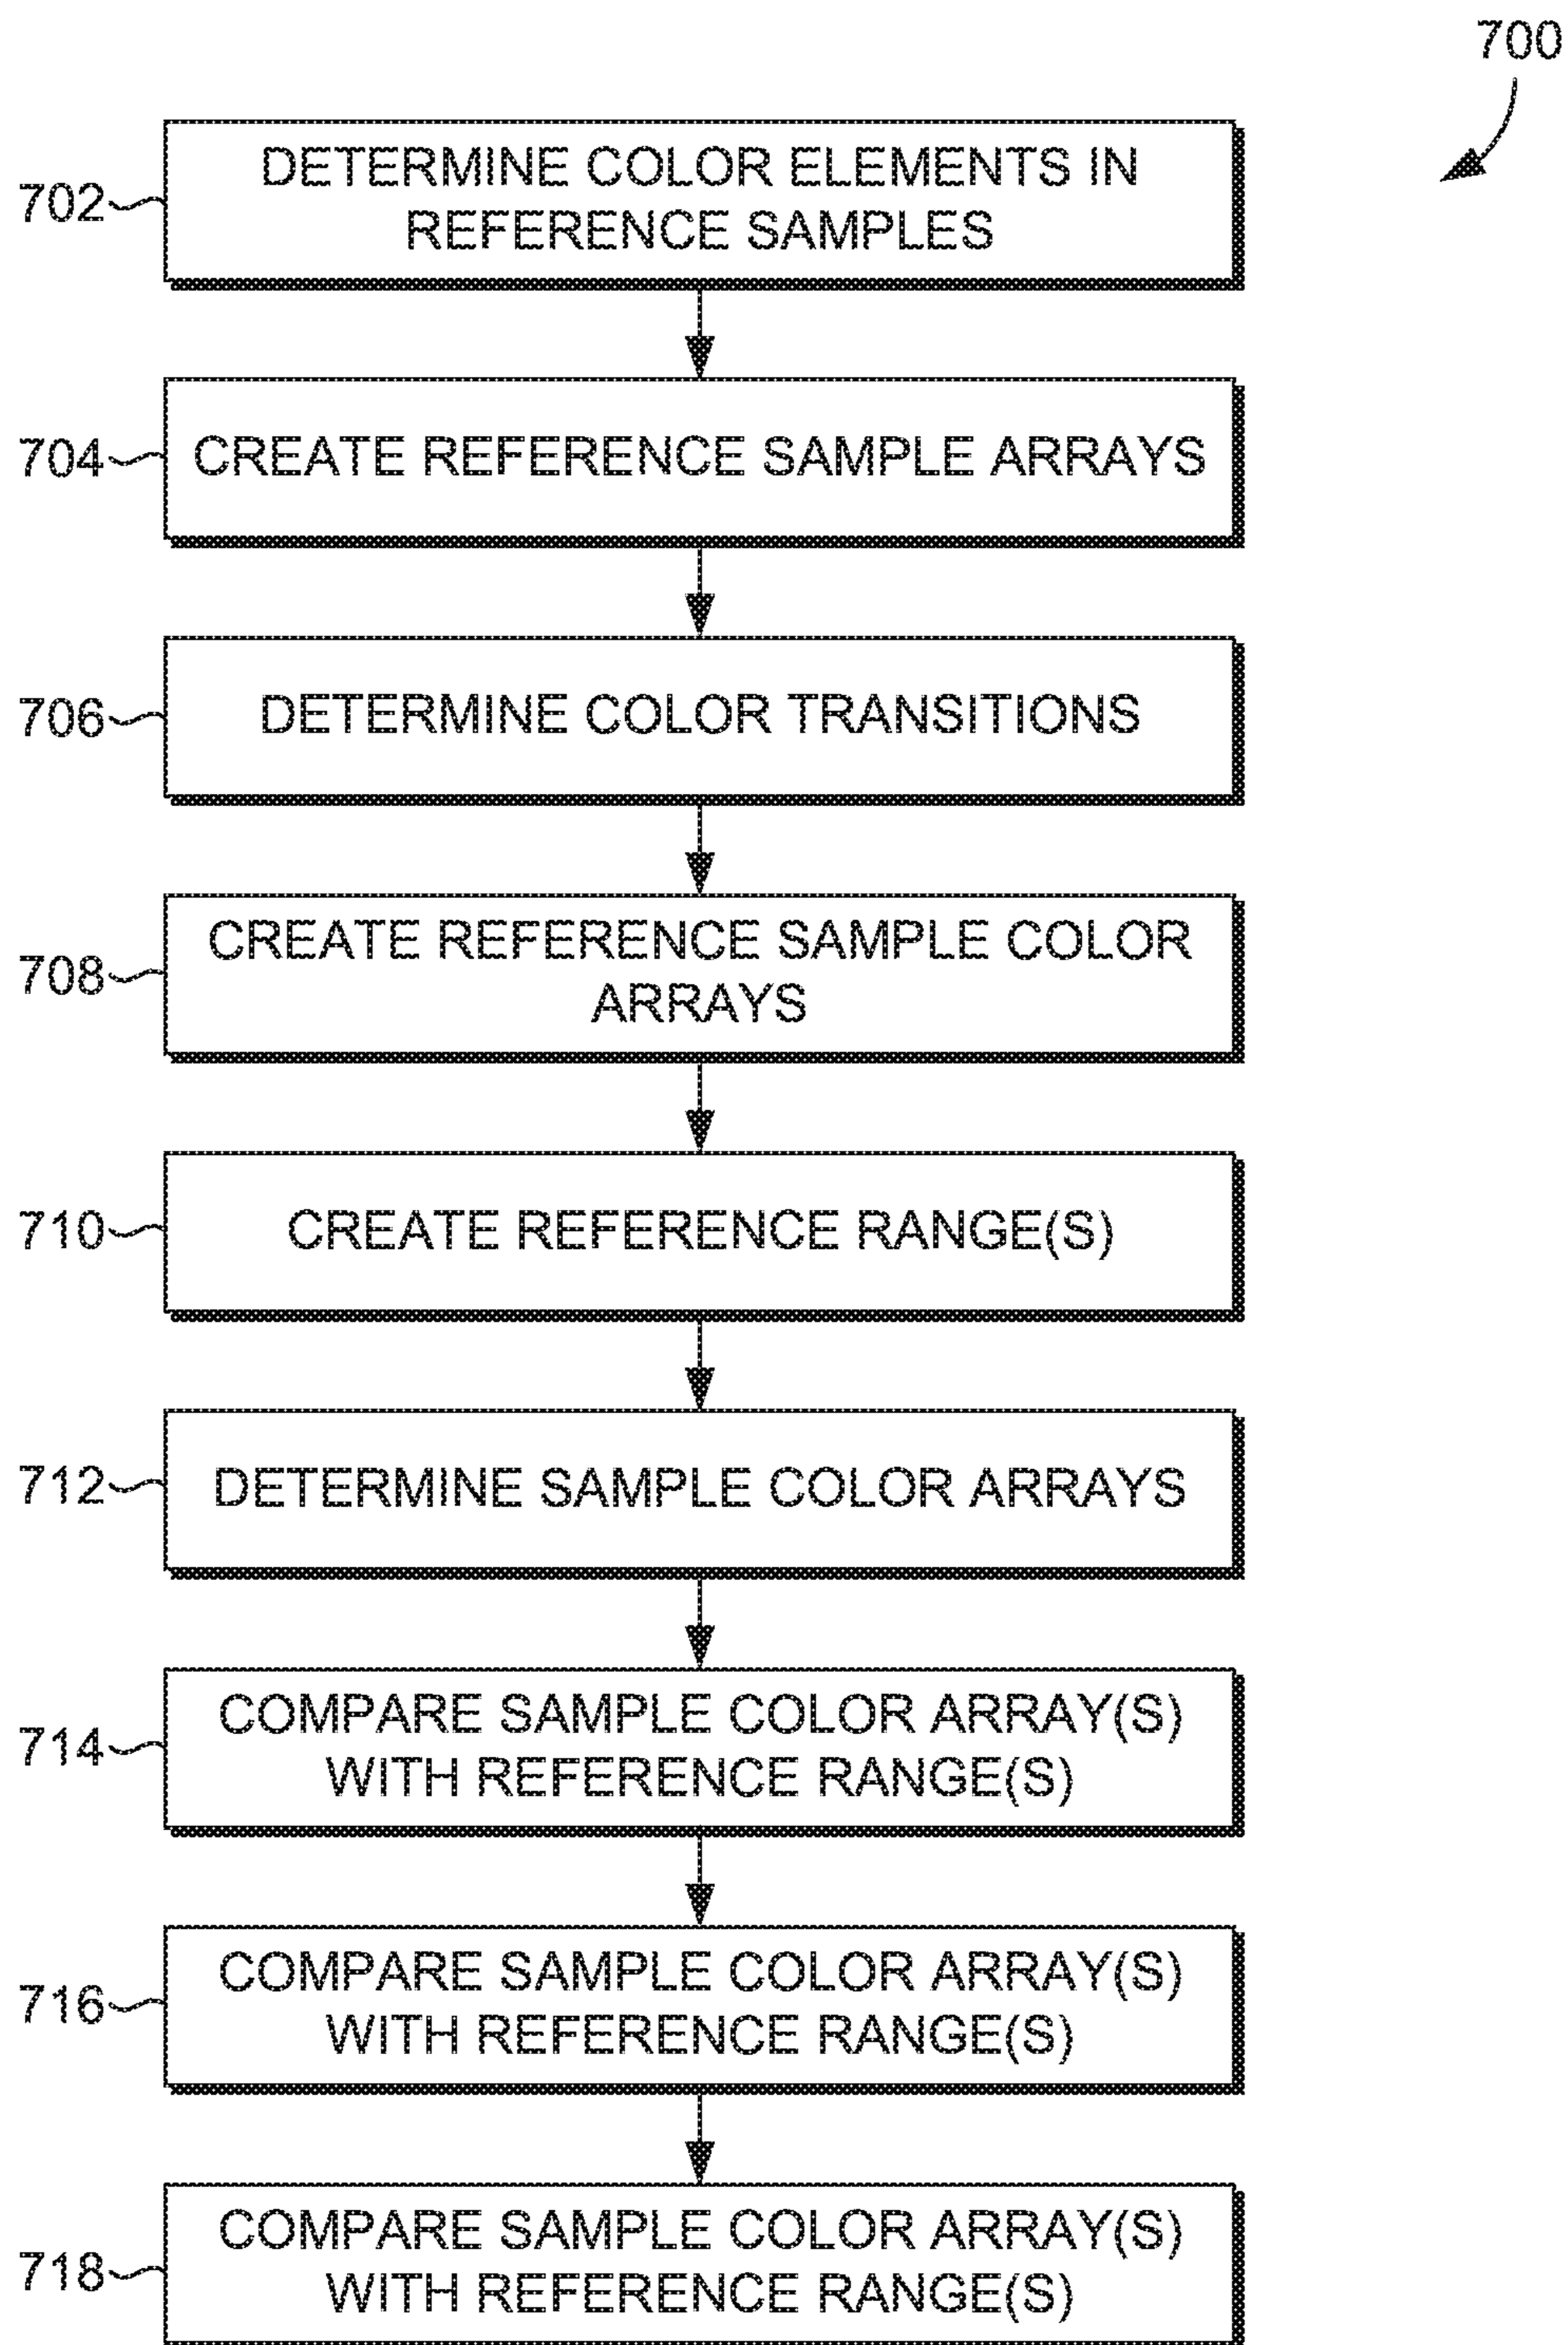 700
702
DETERMINE COLOR ELEMENTS IN
REFERENCE SAMPLES
704
CREATE REFERENCE SAMPLE ARRAYS
706
DETERMINE COLOR TRANSITIONS
708
CREATE REFERENCE SAMPLE COLOR
ARRAYS
710
CREATE REFERENCE RANGE(S)
712
DETERMINE SAMPLE COLOR ARRAYS
714
COMPARE SAMPLE COLOR ARRAY(S)
WITH REFERENCE RANGE(S)
716
COMPARE SAMPLE COLOR ARRAY(S)
WITH REFERENCE RANGE(S)
718
COMPARE SAMPLE COLOR ARRAY(S)
WITH REFERENCE RANGE(S)